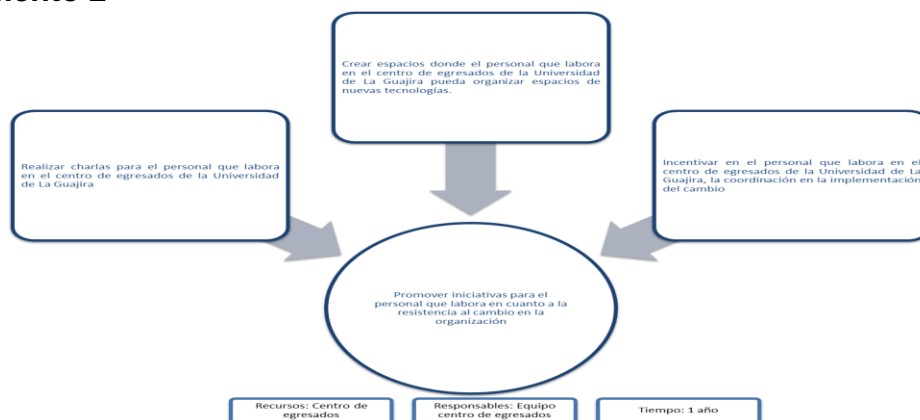 Crear espacios donde el personal que labora
en el centro de egresados de la Universidad
de La Guajira pueda organizar espacios de
nuevas tecnologías.
Realizar charlas para el personal que labora
en el centro de egresados de la Universidad
de La Guajira
Incentivar en el personal que labora en el
centro de egresados de la Universidad de La
Guajira, la coordinación en la implementación
del cambio
Promover iniciativas para el
personal que labora en cuanto a la
resistencia al cambio en la
organización
Recursos: Centro de
egresados
Responsables: Equipo
centro de egresados
Tiempo: 1 año